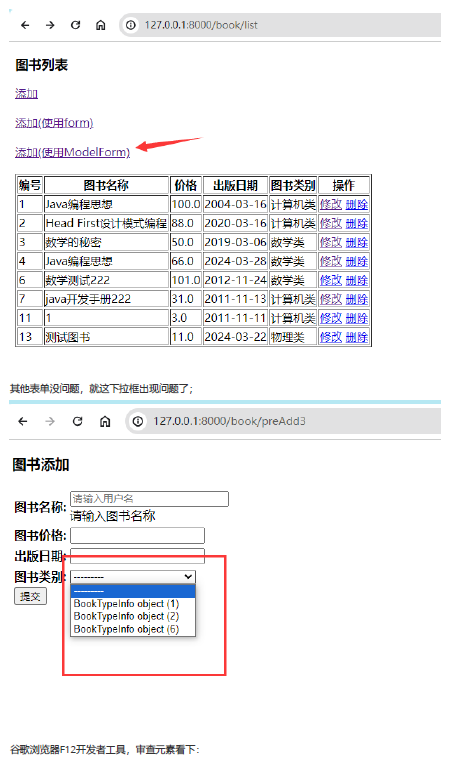 127.0.0.1:8000/book/list
图书列表
添加
添加(使用form)
添加(使用ModelForm)
编号 图书名称 价格 出版日期 图书类别 操作
1 Java编程思想 100.0 2004-03-16 计算机类 修改 删除
2 Head First设计模式编程 88.0 2020-03-16 计算机类 修改 删除
3 数学的秘密 50.0 2019-03-06 数学类 修改 删除
4 Java编程思想 66.0 2024-03-28 数学类 修改 删除
6 数学测试222 101.0 2012-11-24 数学类 修改 删除
7 java开发手册222 31.0 2011-11-13 计算机类 修改 删除
11 1 3.0 2011-11-11 计算机类 修改 删除
13 测试图书 11.0 2024-03-22 物理类 修改 删除
其他表单没问题，就这下拉框出现问题了；
127.0.0.1:8000/book/preAdd3
图书添加
图书名称: 请输入用户名
请输入图书名称
图书价格:
出版日期:
图书类别: ---------
提交 ---------
BookTypeInfo object (1)
BookTypeInfo object (2)
BookTypeInfo object (6)
谷歌浏览器F12开发者工具，审查元素看下：